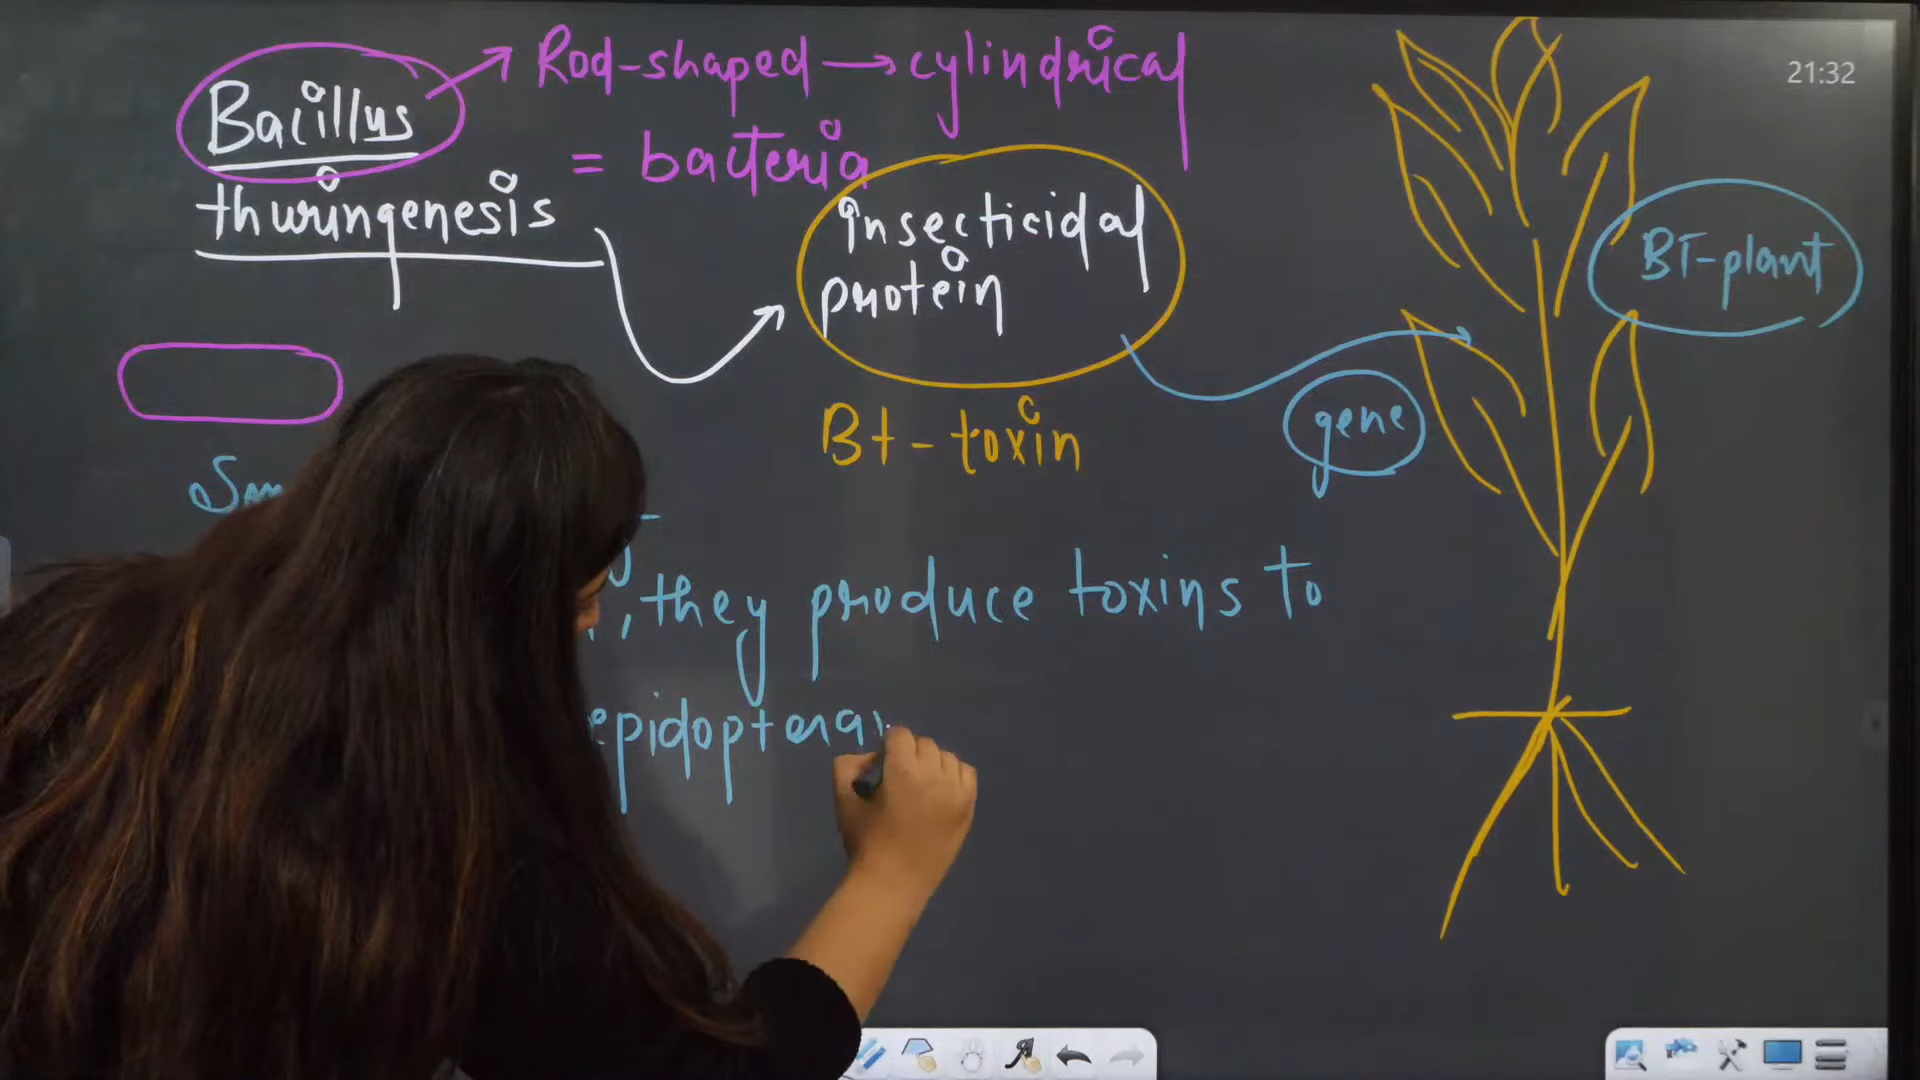 Bacillus → Rod-shaped → cylindrical
= bacteria
thuringenesis
insecticidal
protein
BT-plant
gene
Bt-toxin
21:32
, they produce toxins to